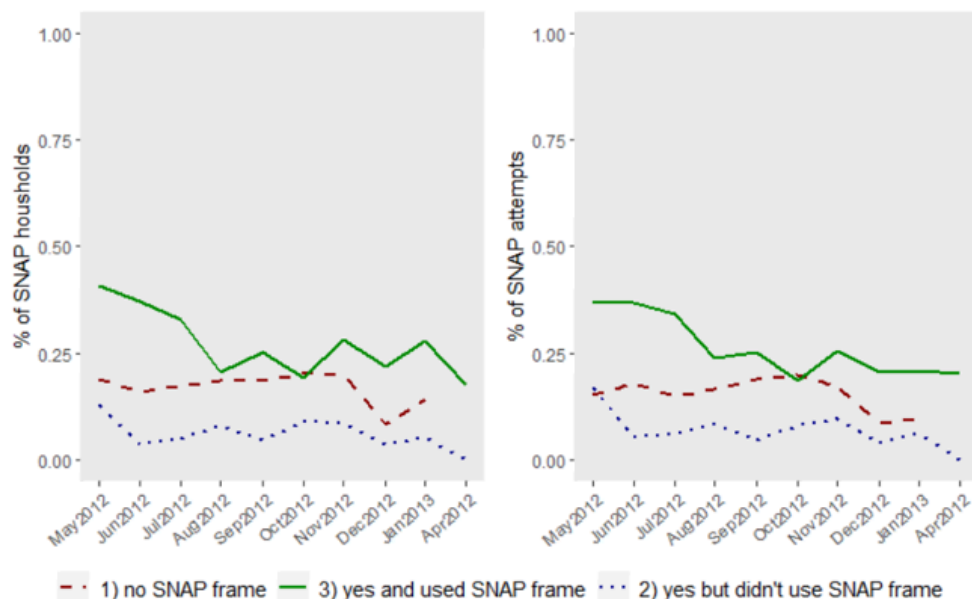 % of SNAP housholds
1.00
0.75
0.50
0.25
0.00
May2012
Jun2012
Jul2012
Aug2012
Sep2012
Oct2012
Nov2012
Dec2012
Jan2013
Apr2012
% of SNAP attempts
1.00
0.75
0.50
0.25
0.00
May2012
Jun2012
Jul2012
Aug2012
Sep2012
Oct2012
Nov2012
Dec2012
Jan2013
Apr2012
1) no SNAP frame
3) yes and used SNAP frame
2) yes but didn't use SNAP frame